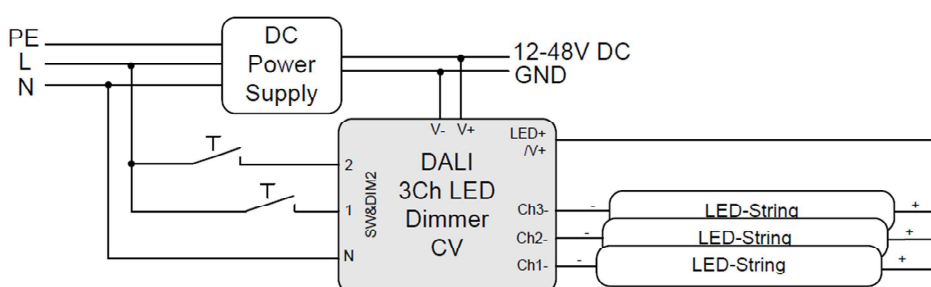 PE
L
N
DC
Power
Supply
12-48V DC
GND
V- V+
LED+
/V+
DALI
3Ch LED
Dimmer
CV
SW&DIM2
2
1
N
T
T
Ch3-
Ch2-
Ch1-
- LED-String +
- LED-String +
- LED-String +